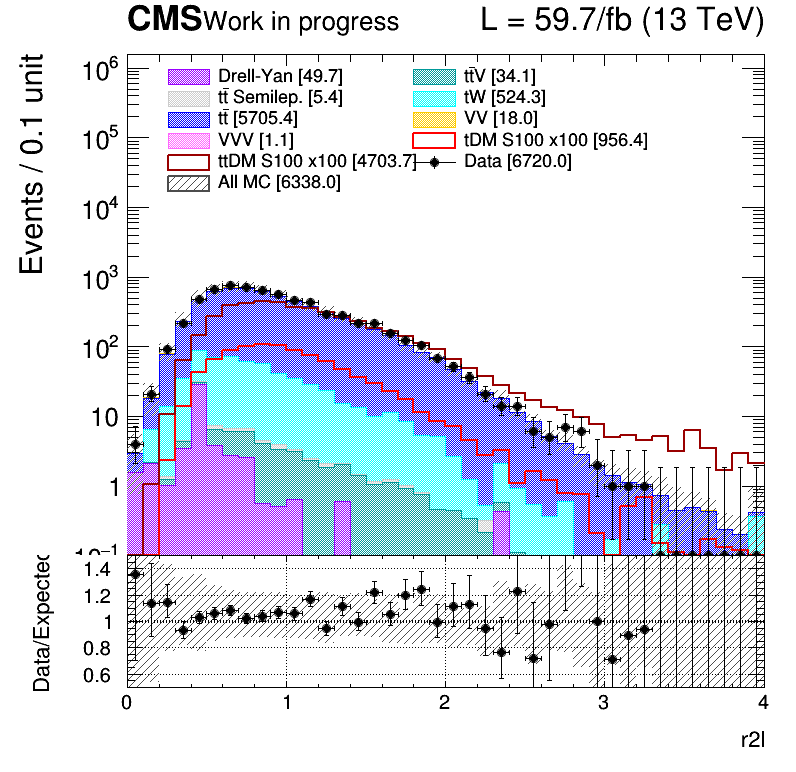 CMS Work in progress L = 59.7/fb (13 TeV)
Events / 0.1 unit
Drell-Yan [49.7] tt̄V [34.1]
tt̄ Semilep. [5.4] tW [524.3]
tt̄ [5705.4] VV [18.0]
VVV [1.1] tDM S100 x100 [956.4]
ttDM S100 x100 [4703.7] Data [6720.0]
All MC [6338.0]
10⁶
10⁵
10⁴
10³
10²
10
1
10⁻¹
Data/Expected
1.4
1.2
1
0.8
0.6
0 1 2 3 4
r2l